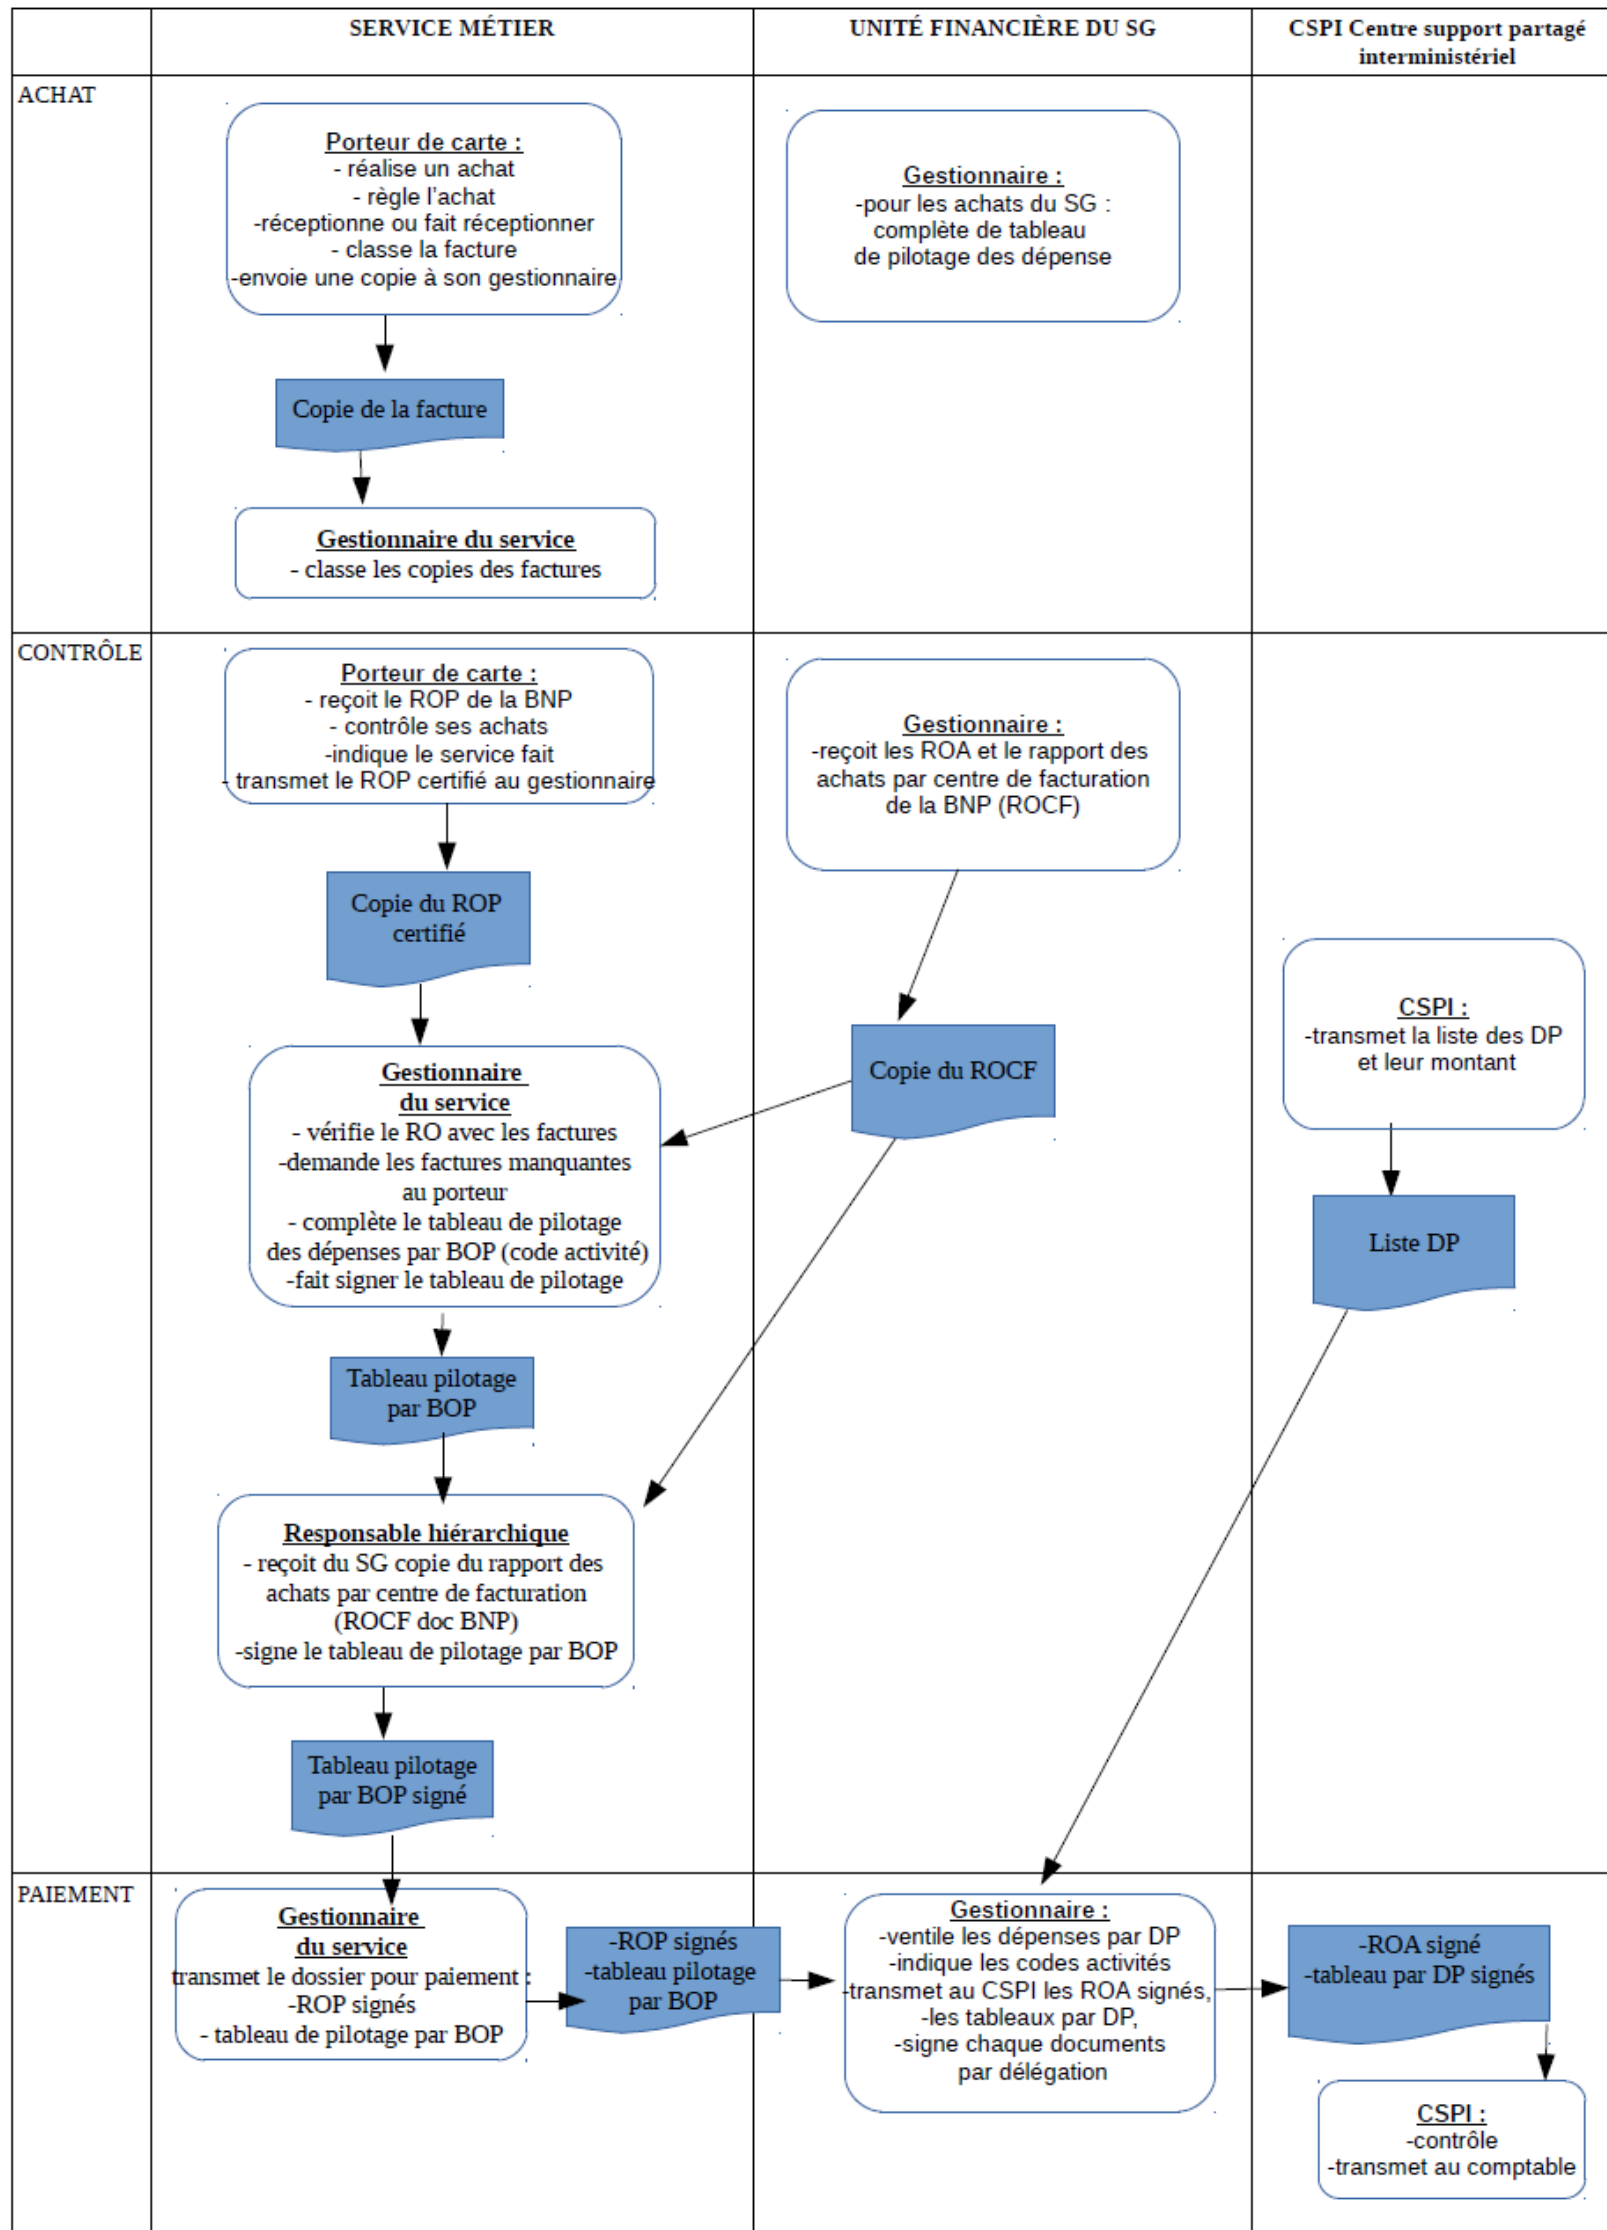 SERVICE MÉTIER
UNITÉ FINANCIÈRE DU SG
CSPI Centre support partagé
interministériel
ACHAT
Porteur de carte :
- réalise un achat
- règle l'achat
-réceptionne ou fait réceptionner
- classe la facture
-envoie une copie à son gestionnaire
Gestionnaire :
-pour les achats du SG :
complète de tableau
de pilotage des dépense
Copie de la facture
Gestionnaire du service
- classe les copies des factures
CONTRÔLE
Porteur de carte :
- reçoit le ROP de la BNP
- contrôle ses achats
-indique le service fait
- transmet le ROP certifié au gestionnaire
Gestionnaire :
-reçoit les ROA et le rapport des
achats par centre de facturation
de la BNP (ROCF)
Copie du ROP
certifié
CSPI :
-transmet la liste des DP
et leur montant
Copie du ROCF
Gestionnaire
du service
- vérifie le RO avec les factures
-demande les factures manquantes
au porteur
- complète le tableau de pilotage
des dépenses par BOP (code activité)
-fait signer le tableau de pilotage
Liste DP
Tableau pilotage
par BOP
Responsable hiérarchique
- reçoit du SG copie du rapport des
achats par centre de facturation
(ROCF doc BNP)
-signe le tableau de pilotage par BOP
Tableau pilotage
par BOP signé
PAIEMENT
Gestionnaire
du service
transmet le dossier pour paiement :
-ROP signés
- tableau de pilotage par BOP
-ROP signés
-tableau pilotage
par BOP
Gestionnaire :
-ventile les dépenses par DP
-indique les codes activités
-transmet au CSPI les ROA signés,
-les tableaux par DP,
-signe chaque documents
par délégation
-ROA signé
-tableau par DP signés
CSPI :
-contrôle
-transmet au comptable